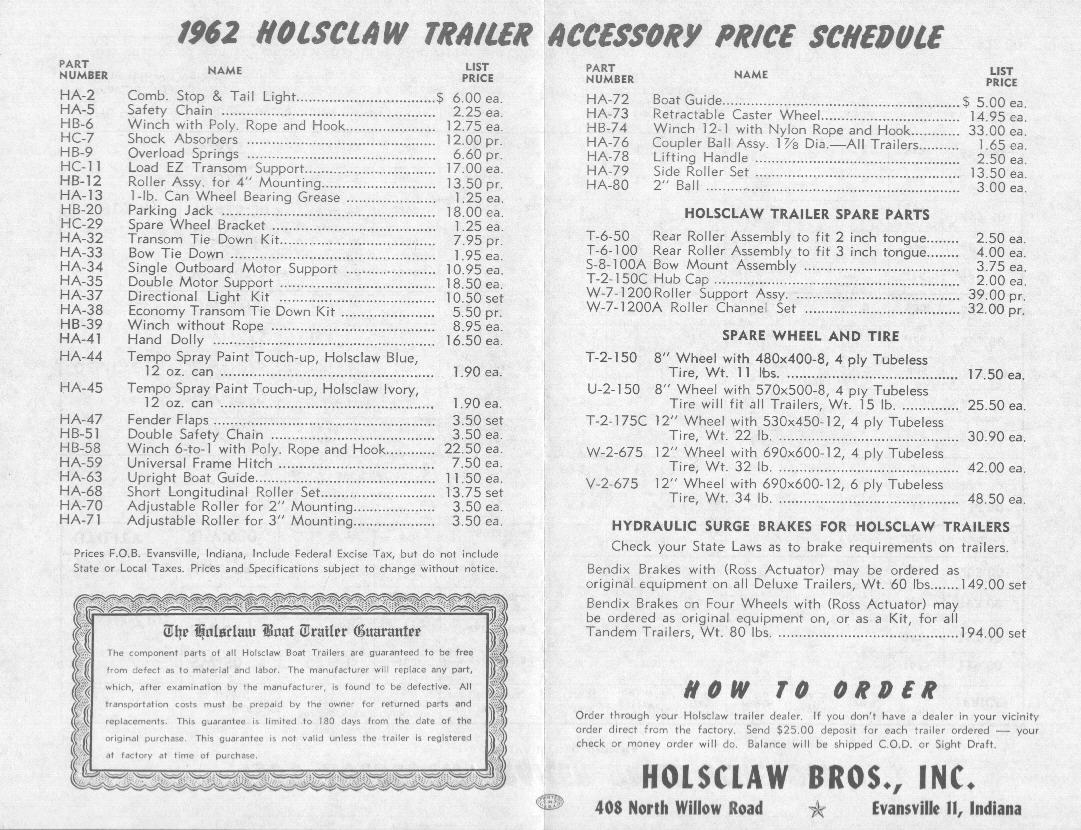 1962 HOLSCLAW TRAILER ACCESSORY PRICE SCHEDULE
PART NUMBER NAME LIST PRICE
HA-2 Comb. Stop & Tail Light $ 6.00 ea.
HA-5 Safety Chain 2.25 ea.
HB-6 Winch with Poly. Rope and Hook 12.75 ea.
HC-7 Shock Absorbers 12.00 pr.
HB-9 Overload Springs 6.60 pr.
HC-11 Load EZ Transom Support 17.00 ea.
HB-12 Roller Assy. for 4" Mounting 13.50 pr.
HA-13 1-lb. Can Wheel Bearing Grease 1.25 ea.
HB-20 Parking Jack 18.00 ea.
HC-29 Spare Wheel Bracket 1.25 ea.
HA-32 Transom Tie Down Kit 7.95 pr.
HA-33 Bow Tie Down 1.95 ea.
HA-34 Single Outboard Motor Support 10.95 ea.
HA-35 Double Motor Support 18.50 ea.
HA-37 Directional Light Kit 10.50 set
HA-38 Economy Transom Tie Down Kit 5.50 pr.
HB-39 Winch without Rope 8.95 ea.
HA-41 Hand Dolly 16.50 ea.
HA-44 Tempo Spray Paint Touch-up, Holsclaw Blue,
12 oz. can 1.90 ea.
HA-45 Tempo Spray Paint Touch-up, Holsclaw Ivory,
12 oz. can 1.90 ea.
HA-47 Fender Flaps 3.50 set
HB-51 Double Safety Chain 3.50 ea.
HB-58 Winch 6-to-1 with Poly. Rope and Hook 22.50 ea.
HA-59 Universal Frame Hitch 7.50 ea.
HA-63 Upright Boat Guide 11.50 ea.
HA-68 Short Longitudinal Roller Set 13.75 set
HA-70 Adjustable Roller for 2" Mounting 3.50 ea.
HA-71 Adjustable Roller for 3" Mounting 3.50 ea.
Prices F.O.B. Evansville, Indiana, Include Federal Excise Tax, but do not include
State or Local Taxes. Prices and Specifications subject to change without notice.
The Holsclaw Boat Trailer Guarantee
The component parts of all Holsclaw Boat Trailers are guaranteed to be free
from defect as to material and labor. The manufacturer will replace any part,
which, after examination by the manufacturer, is found to be defective. All
transportation costs must be prepaid by the owner for returned parts and
replacements. This guarantee is limited to 180 days from the date of the
original purchase. This guarantee is not valid unless the trailer is registered
at factory at time of purchase.
PART NUMBER NAME LIST PRICE
HA-72 Boat Guide $ 5.00 ea.
HA-73 Retractable Caster Wheel 14.95 ea.
HB-74 Winch 12-1 with Nylon Rope and Hook 33.00 ea.
HA-76 Coupler Ball Assy. 1⅞ Dia.—All Trailers 1.65 ea.
HA-78 Lifting Handle 2.50 ea.
HA-79 Side Roller Set 13.50 ea.
HA-80 2" Ball 3.00 ea.
HOLSCLAW TRAILER SPARE PARTS
T-6-50 Rear Roller Assembly to fit 2 inch tongue 2.50 ea.
T-6-100 Rear Roller Assembly to fit 3 inch tongue 4.00 ea.
S-8-100A Bow Mount Assembly 3.75 ea.
T-2-150C Hub Cap 2.00 ea.
W-7-1200 Roller Support Assy. 39.00 pr.
W-7-1200A Roller Channel Set 32.00 pr.
SPARE WHEEL AND TIRE
T-2-150 8" Wheel with 480x400-8, 4 ply Tubeless
Tire, Wt. 11 lbs. 17.50 ea.
U-2-150 8" Wheel with 570x500-8, 4 ply Tubeless
Tire will fit all Trailers, Wt. 15 lb. 25.50 ea.
T-2-175C 12" Wheel with 530x450-12, 4 ply Tubeless
Tire, Wt. 22 lb. 30.90 ea.
W-2-675 12" Wheel with 690x600-12, 4 ply Tubeless
Tire, Wt. 32 lb. 42.00 ea.
V-2-675 12" Wheel with 690x600-12, 6 ply Tubeless
Tire, Wt. 34 lb. 48.50 ea.
HYDRAULIC SURGE BRAKES FOR HOLSCLAW TRAILERS
Check your State Laws as to brake requirements on trailers.
Bendix Brakes with (Ross Actuator) may be ordered as
original equipment on all Deluxe Trailers, Wt. 60 lbs. 149.00 set
Bendix Brakes on Four Wheels with (Ross Actuator) may
be ordered as original equipment on, or as a Kit, for all
Tandem Trailers, Wt. 80 lbs. 194.00 set
HOW TO ORDER
Order through your Holsclaw trailer dealer. If you don't have a dealer in your vicinity
order direct from the factory. Send $25.00 deposit for each trailer ordered — your
check or money order will do. Balance will be shipped C.O.D. or Sight Draft.
HOLSCLAW BROS., INC.
408 North Willow Road Evansville 11, Indiana